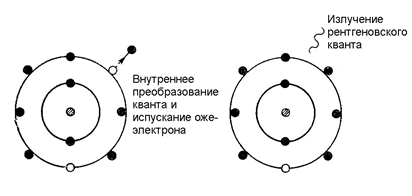 Излучение
рентгеновского
кванта
Внутреннее
преобразование
кванта и
испускание оже-
электрона